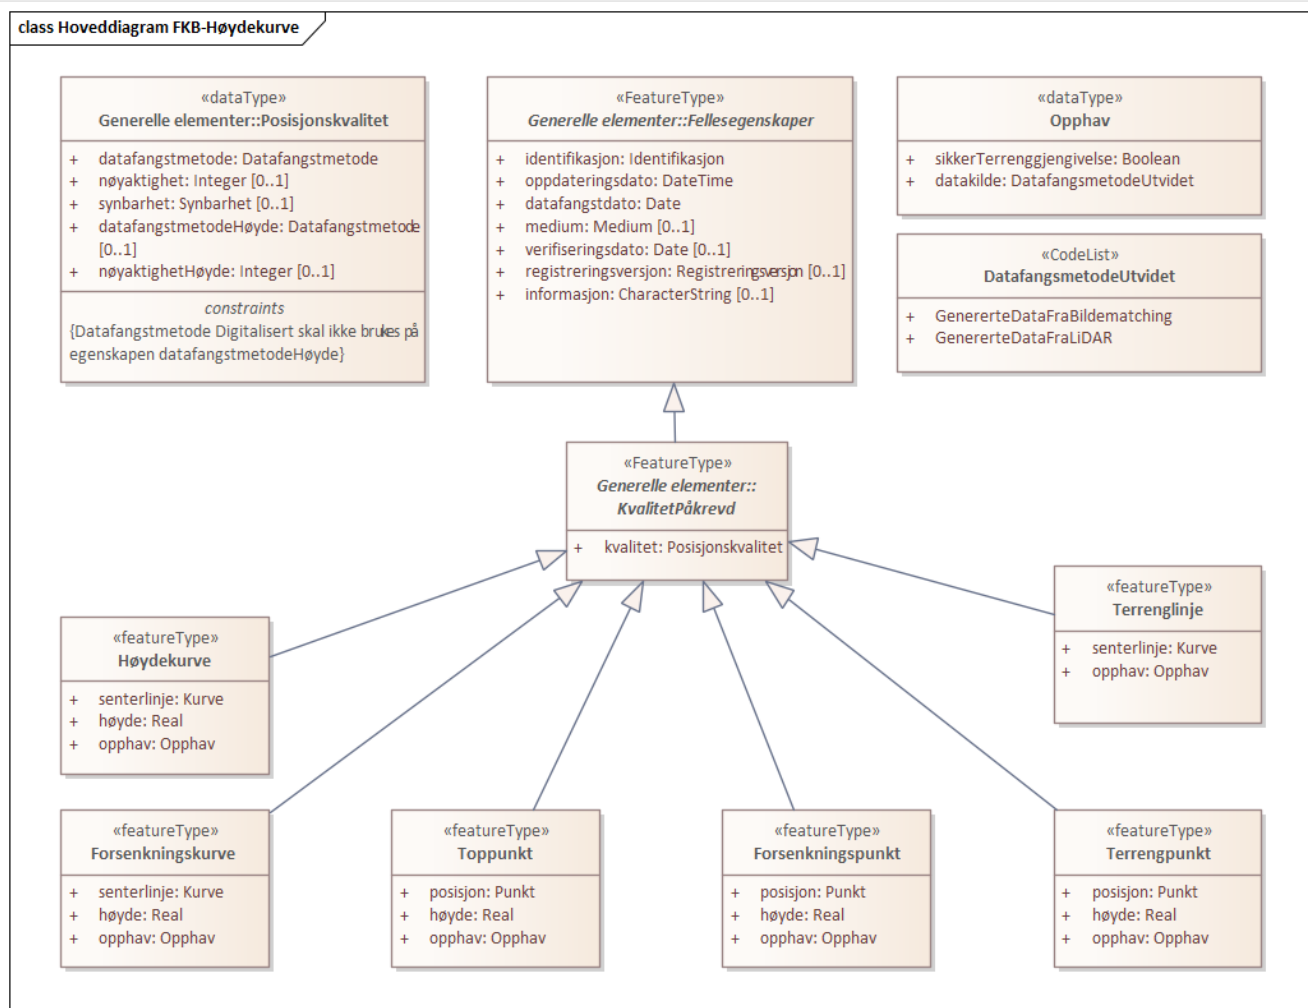 class Hoveddiagram FKB-Høydekurve
«dataType»
Generelle elementer::Posisjonskvalitet
+ datafangstmetode: Datafangstmetode
+ nøyaktighet: Integer [0..1]
+ synbarhet: Synbarhet [0..1]
+ datafangstmetodeHøyde: Datafangstmetode
[0..1]
+ nøyaktighetHøyde: Integer [0..1]
constraints
{Datafangstmetode Digitalisert skal ikke brukes på
egenskapen datafangstmetodeHøyde}
«FeatureType»
Generelle elementer::Fellesegenskaper
+ identifikasjon: Identifikasjon
+ oppdateringsdato: DateTime
+ datafangstdato: Date
+ medium: Medium [0..1]
+ verifiseringsdato: Date [0..1]
+ registreringsversjon: Registreringsversjon [0..1]
+ informasjon: CharacterString [0..1]
«dataType»
Opphav
+ sikkerTerrenggjengivelse: Boolean
+ datakilde: DatafangsmetodeUtvidet
«CodeList»
DatafangsmetodeUtvidet
+ GenererteDataFraBildematching
+ GenererteDataFraLiDAR
«FeatureType»
Generelle elementer::
KvalitetPåkrevd
+ kvalitet: Posisjonskvalitet
«featureType»
Terrenglinje
+ senterlinje: Kurve
+ opphav: Opphav
«featureType»
Høydekurve
+ senterlinje: Kurve
+ høyde: Real
+ opphav: Opphav
«featureType»
Forsenkningskurve
+ senterlinje: Kurve
+ høyde: Real
+ opphav: Opphav
«featureType»
Toppunkt
+ posisjon: Punkt
+ høyde: Real
+ opphav: Opphav
«featureType»
Forsenkningspunkt
+ posisjon: Punkt
+ høyde: Real
+ opphav: Opphav
«featureType»
Terrengpunkt
+ posisjon: Punkt
+ høyde: Real
+ opphav: Opphav